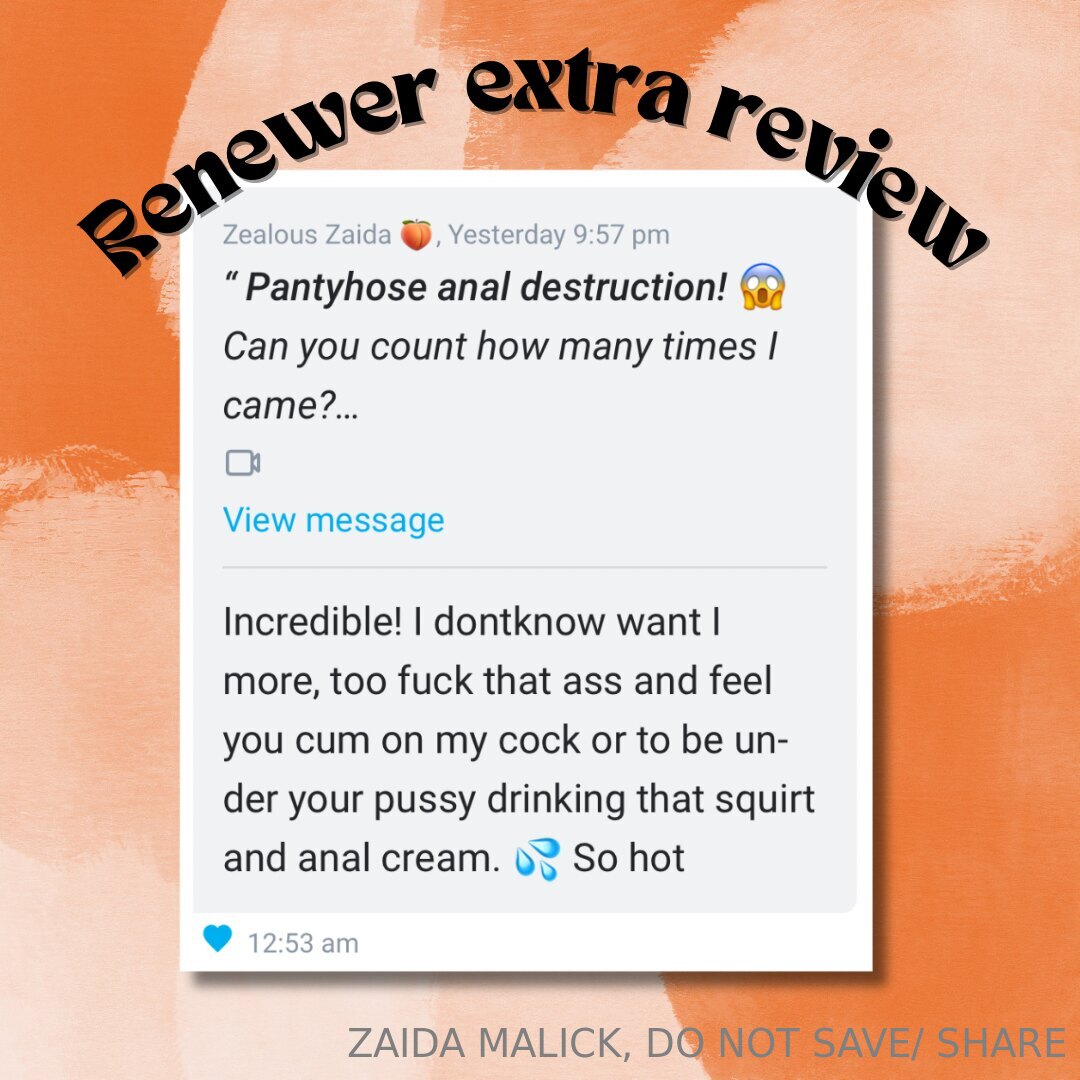 Renewer extra review
Zealous Zaida 🍑, Yesterday 9:57 pm
“ Pantyhose anal destruction! 😱
Can you count how many times I
came?...
View message
Incredible! I dontknow want I
more, too fuck that ass and feel
you cum on my cock or to be un-
der your pussy drinking that squirt
and anal cream. 💦 So hot
12:53 am
ZAIDA MALICK, DO NOT SAVE/ SHARE